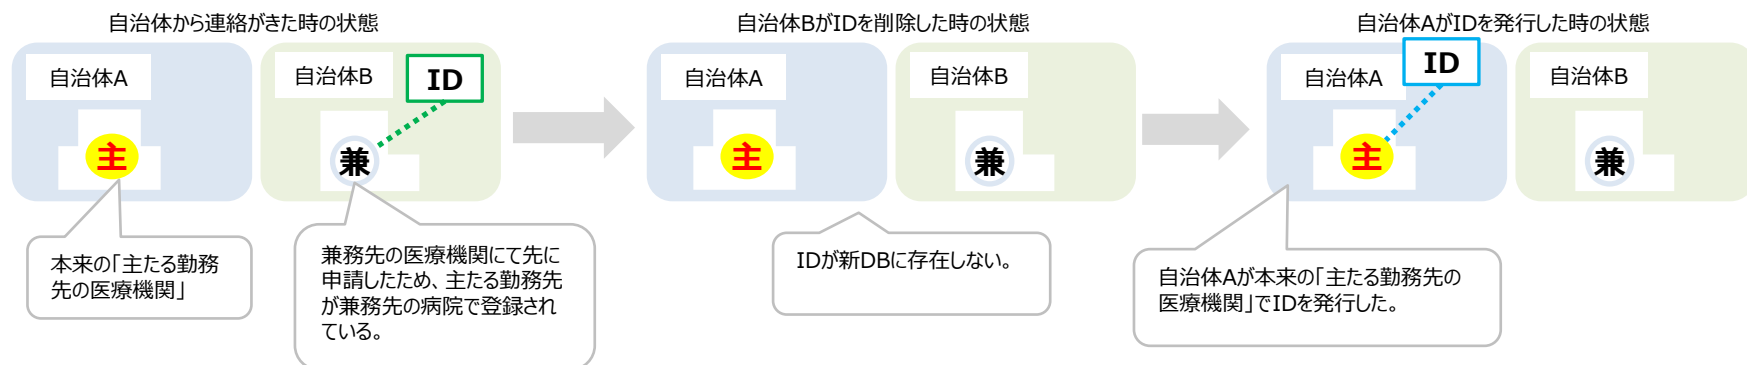 自治体から連絡がきた時の状態
自治体A
自治体B
ID
主
兼
本来の「主たる勤務
先の医療機関」
兼務先の医療機関にて先に
申請したため、主たる勤務先
が兼務先の病院で登録され
ている。
自治体BがIDを削除した時の状態
自治体A
自治体B
主
兼
IDが新DBに存在しない。
自治体AがIDを発行した時の状態
自治体A
ID
自治体B
主
兼
自治体Aが本来の「主たる勤務先の
医療機関」でIDを発行した。